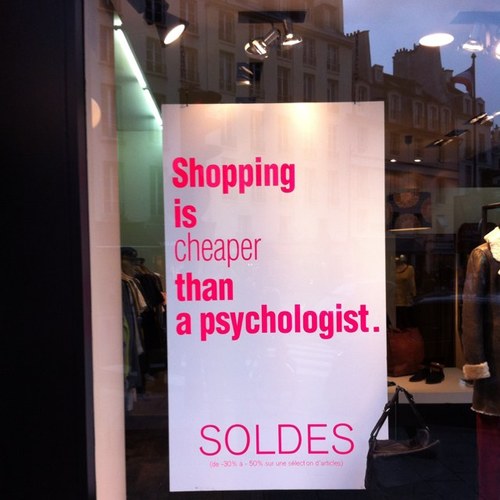 Shopping
is
cheaper
than
a psychologist.
SOLDES
(de -30% à - 50% sur une sélection d'articles)